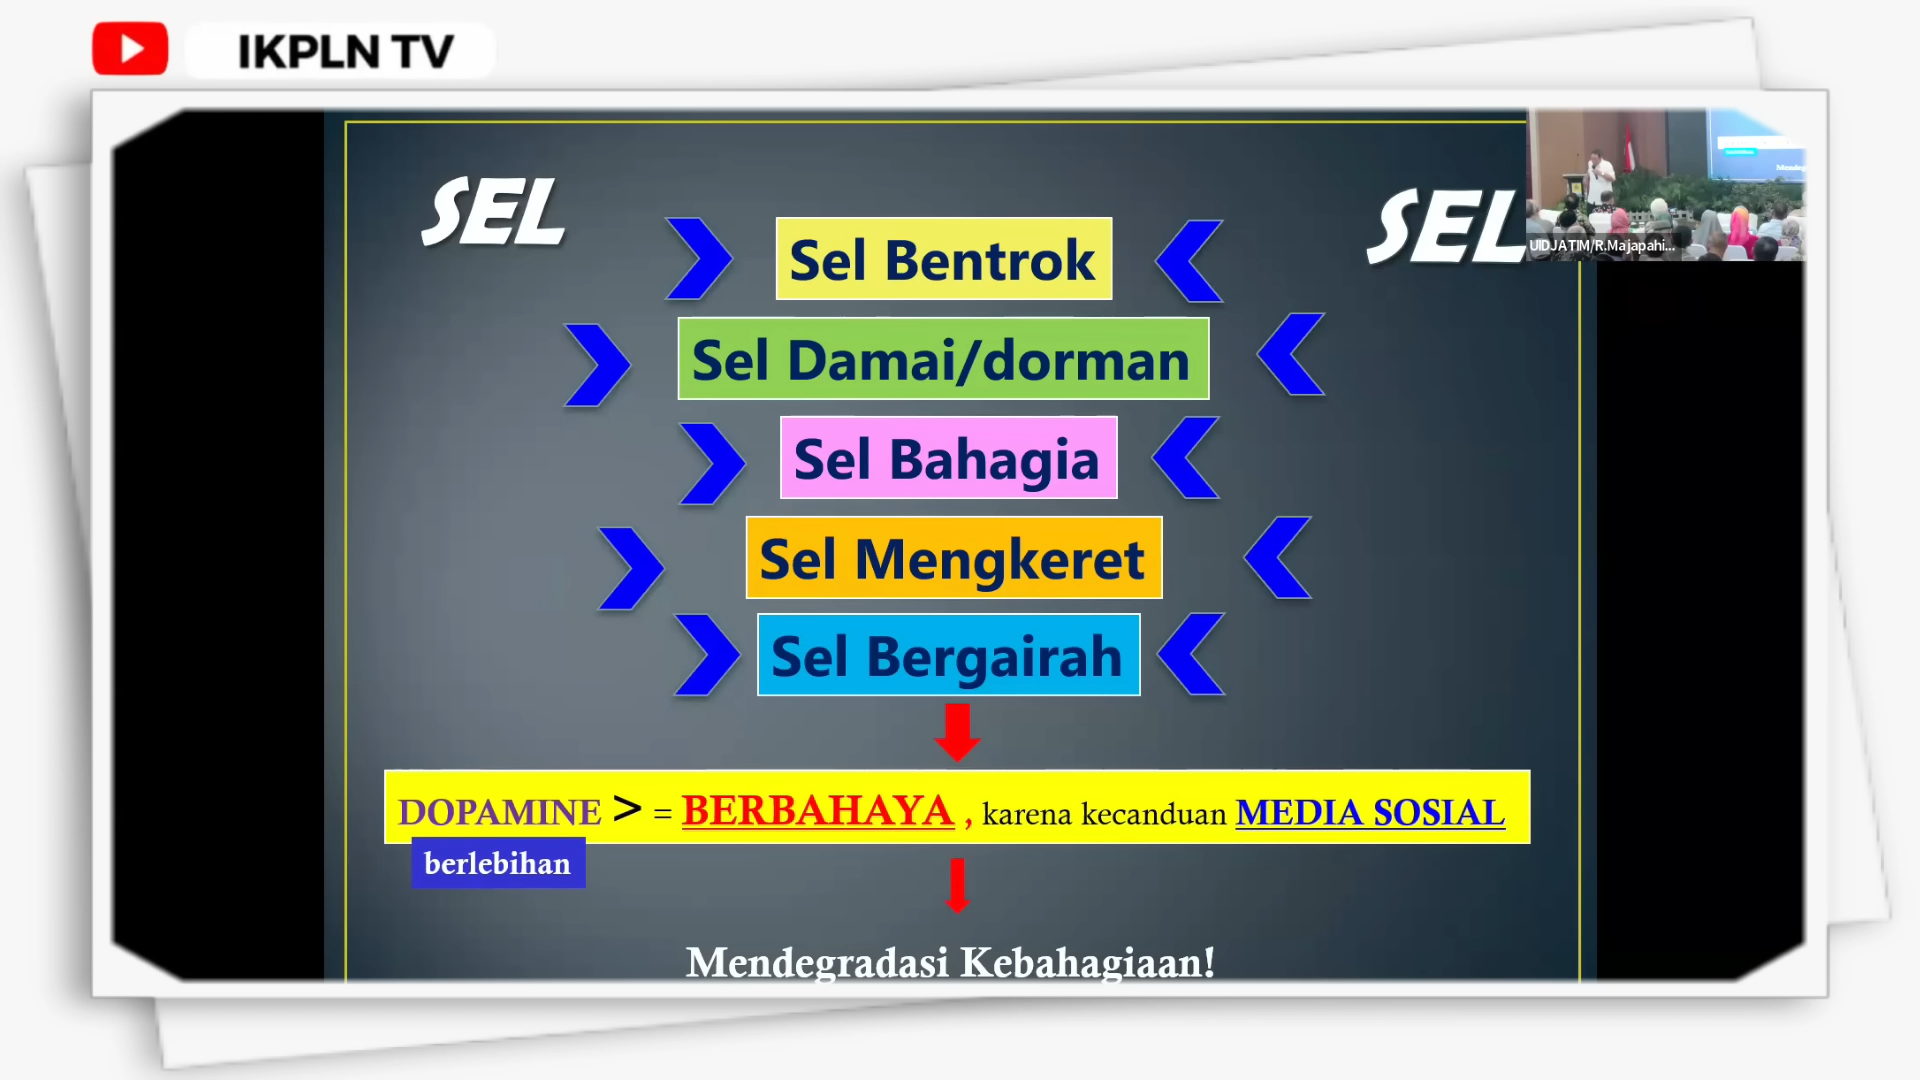 IKPLN TV
SEL
SEL
Sel Bentrok
Sel Damai/dorman
Sel Bahagia
Sel Mengkeret
Sel Bergairah
DOPAMINE > = BERBAHAYA , karena kecanduan MEDIA SOSIAL
berlebihan
Mendegradasi Kebahagiaan!
UIDJATIM/R.Majapahi...